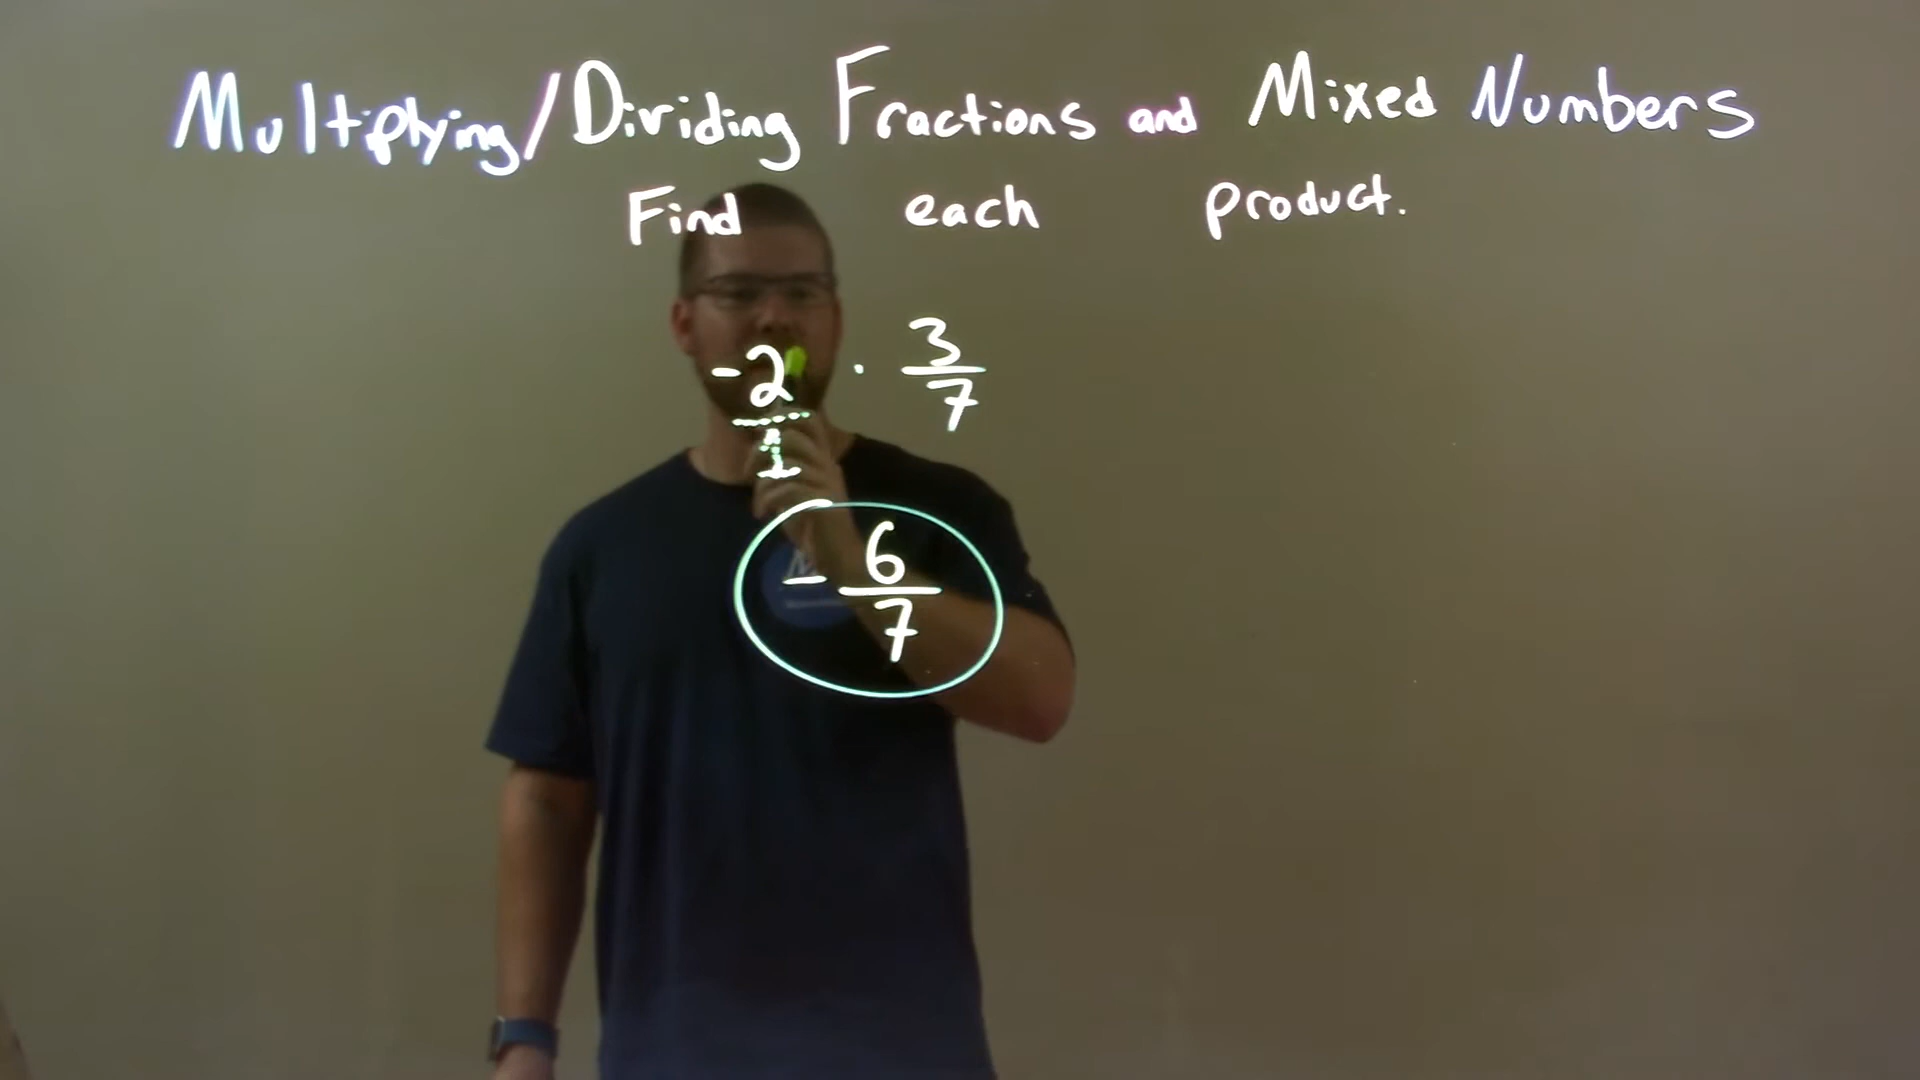 Multiplying/Dividing Fractions and Mixed Numbers
Find each product.
-2/1 · 3/7
- 6/7